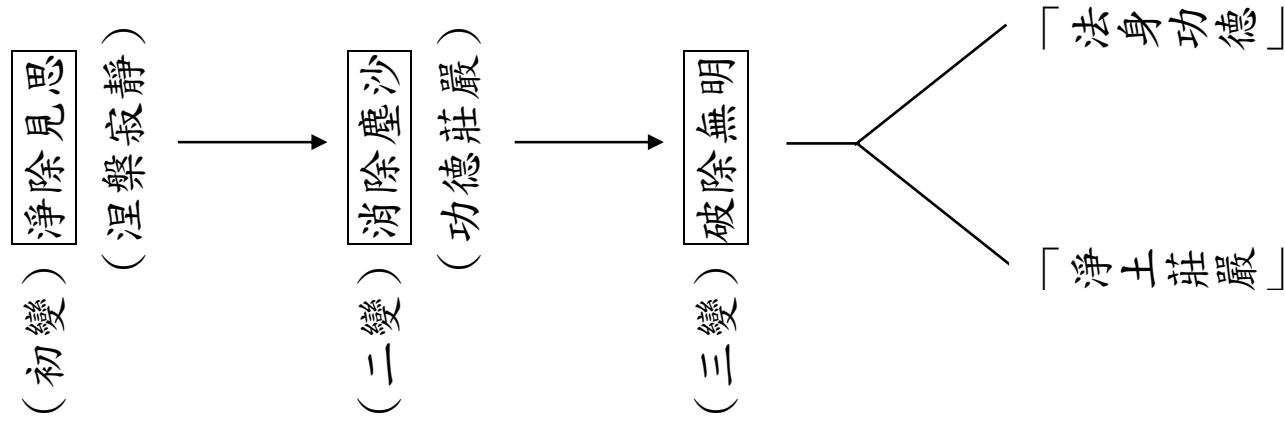 （初變）淨除見思
（涅槃寂靜）
（二變）消除塵沙
（功德莊嚴）
（三變）破除無明
「法身功德」
「淨土莊嚴」